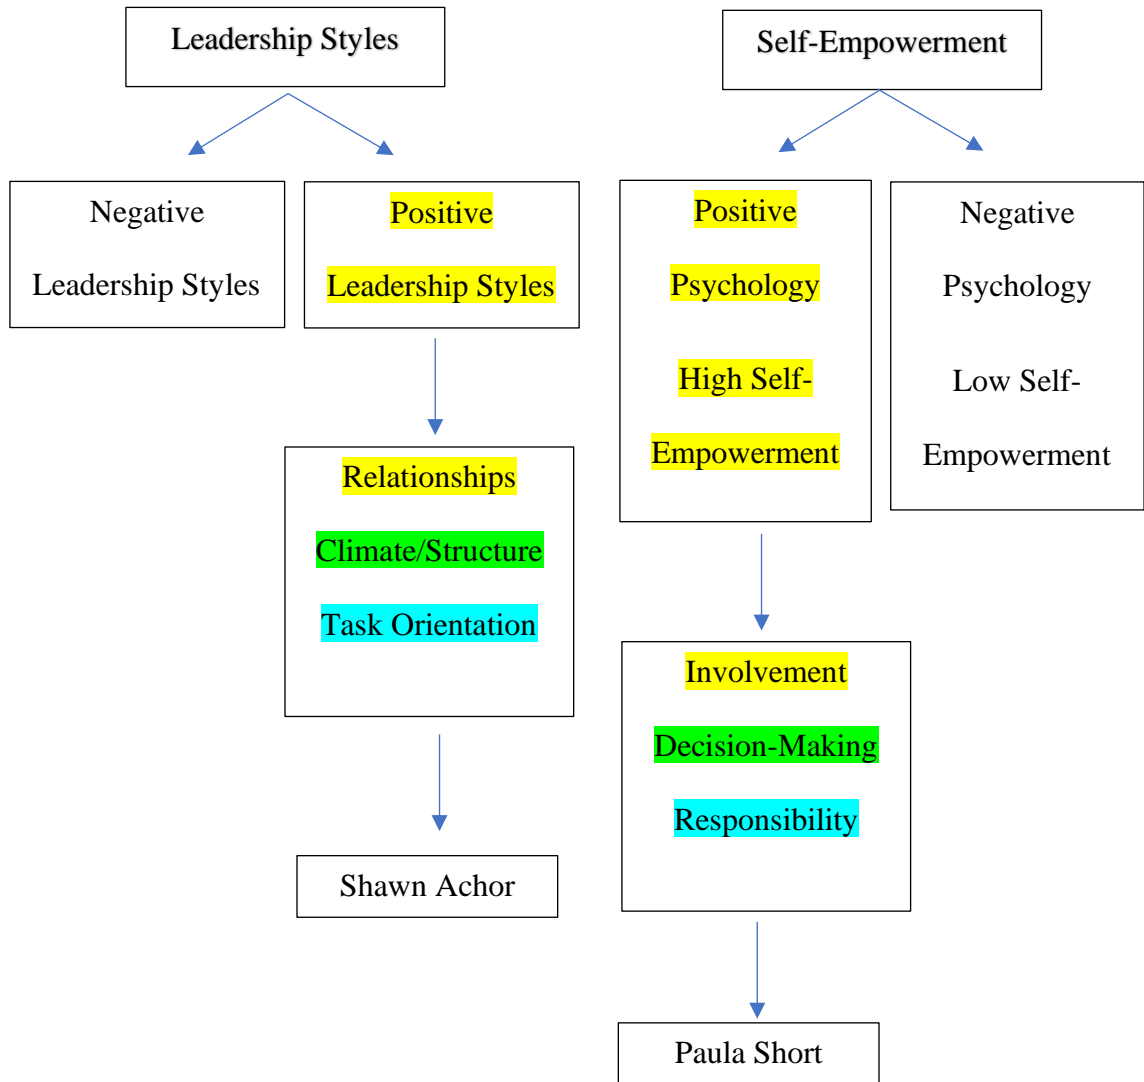 Leadership Styles
Self-Empowerment
Negative
Leadership Styles
Positive
Leadership Styles
Positive
Psychology
High Self-
Empowerment
Negative
Psychology
Low Self-
Empowerment
Relationships
Climate/Structure
Task Orientation
Involvement
Decision-Making
Responsibility
Shawn Achor
Paula Short